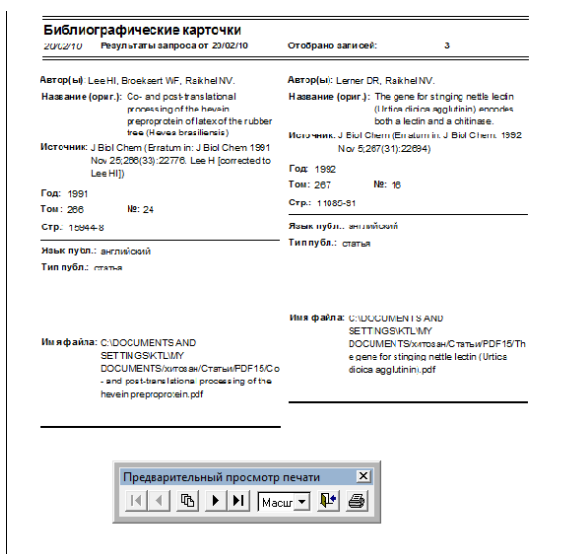 Библиографические карточки
20/02/10 Результаты запроса от 20/02/10 Отобрано записей: 3
Автор(ы): Lee HI, Broekaert WF, Raikhel NV.
Название (ориг.): Co- and post-translational
processing of the hevein
preproprotein of latex of the rubber
tree (Hevea brasiliensis)
Источник: J Biol Chem (Erratum in: J Biol Chem 1991
Nov 25;266(33):22776. Lee H [corrected to
Lee HI])
Год: 1991
Том: 266 №: 24
Стр.: 15944-8
Язык публ.: английский
Тип публ.: статья
Имя файла: C:\DOCUMENTS AND
SETTINGS\KTL\MY
DOCUMENTS/хитозан/Статьи/PDF15/Co
- and post-translational processing of the
hevein preproprotein.pdf
Автор(ы): Lerner DR, Raikhel NV.
Название (ориг.): The gene for stinging nettle lectin
(Urtica dioica agglutinin) encodes
both a lectin and a chitinase.
Источник: J Biol Chem (Erratum in: J Biol Chem. 1992
Nov 5;267(31):22694)
Год: 1992
Том: 267 №: 16
Стр.: 11085-91
Язык публ.: английский
Тип публ.: статья
Имя файла: C:\DOCUMENTS AND
SETTINGS\KTL\MY
DOCUMENTS/хитозан/Статьи/PDF15/Th
e gene for stinging nettle lectin (Urtica
dioica agglutinin).pdf
Предварительный просмотр печати
Масшт